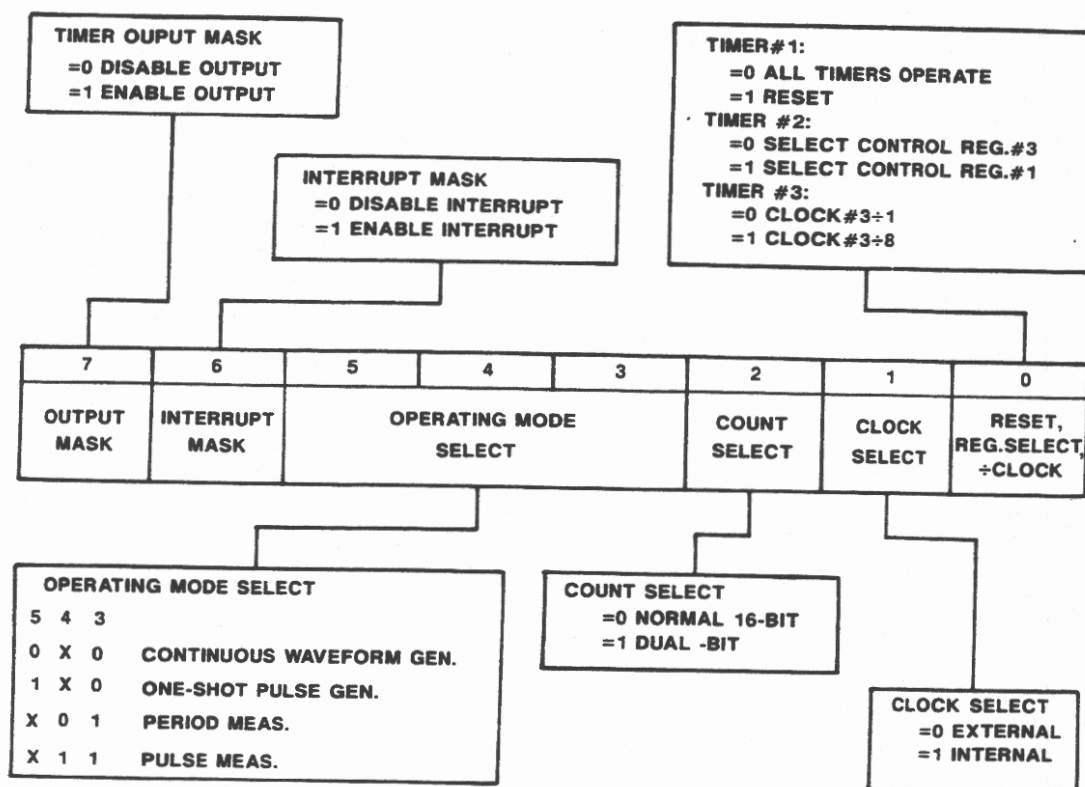 TIMER OUPUT MASK
=0 DISABLE OUTPUT
=1 ENABLE OUTPUT
TIMER#1:
=0 ALL TIMERS OPERATE
=1 RESET
TIMER #2:
=0 SELECT CONTROL REG.#3
=1 SELECT CONTROL REG.#1
TIMER #3:
=0 CLOCK#3÷1
=1 CLOCK#3÷8
INTERRUPT MASK
=0 DISABLE INTERRUPT
=1 ENABLE INTERRUPT
7 6 5 4 3 2 1 0
OUTPUT
MASK
INTERRUPT
MASK
OPERATING MODE
SELECT
COUNT
SELECT
CLOCK
SELECT
RESET,
REG.SELECT,
÷CLOCK
OPERATING MODE SELECT
5 4 3
0 X 0 CONTINUOUS WAVEFORM GEN.
1 X 0 ONE-SHOT PULSE GEN.
X 0 1 PERIOD MEAS.
X 1 1 PULSE MEAS.
COUNT SELECT
=0 NORMAL 16-BIT
=1 DUAL -BIT
CLOCK SELECT
=0 EXTERNAL
=1 INTERNAL